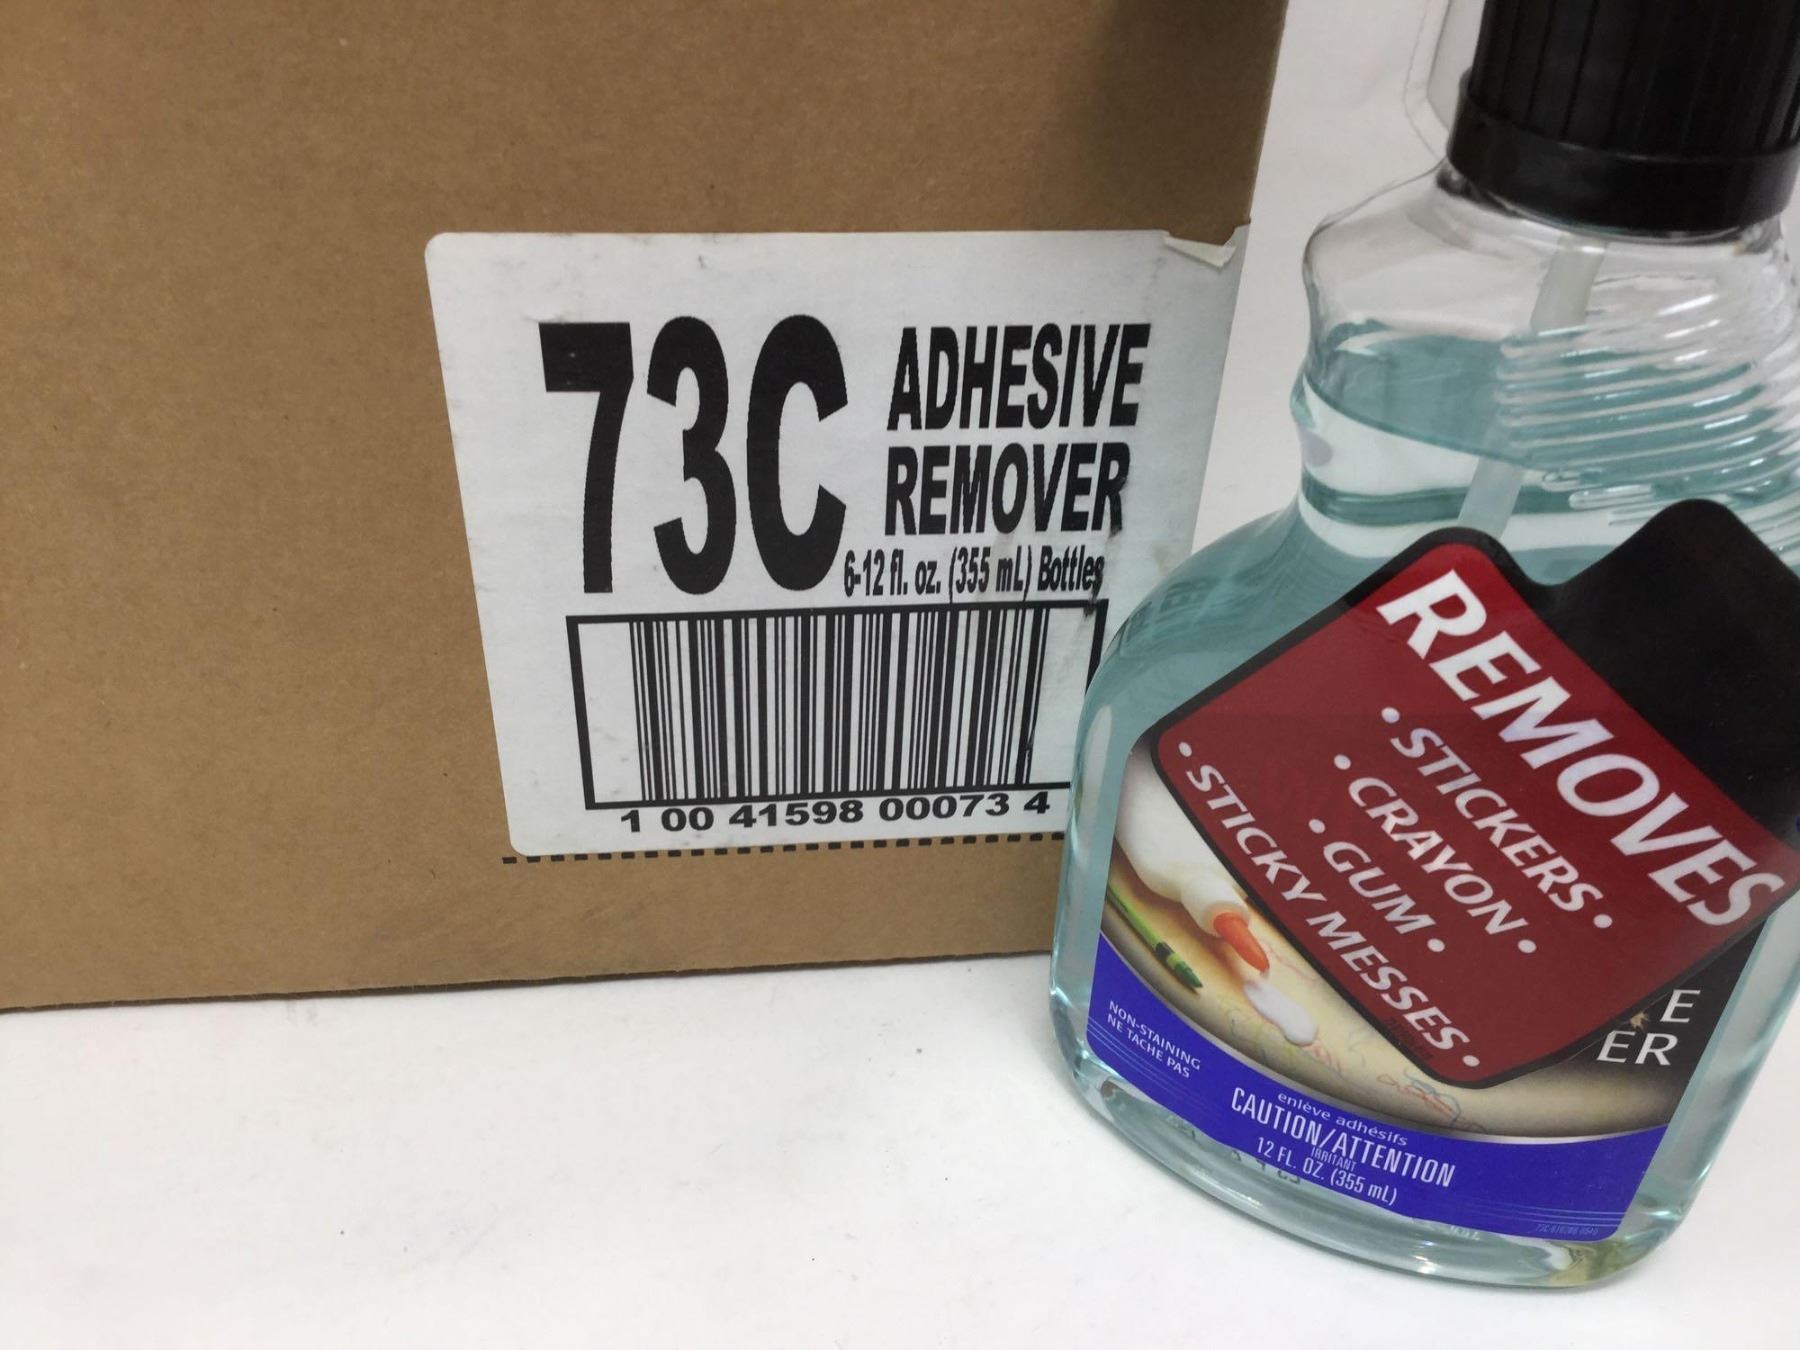 73C
ADHESIVE
REMOVER
6-12 fl. oz. (355 mL) Bottles
1 00 41598 00073 4
REMOVES
• STICKERS •
• CRAYON •
• GUM •
• STICKY MESSES •
E
ER
NON-STAINING
NE TACHE PAS
enlève adhésifs
CAUTION/ATTENTION
IRRITANT
12 FL. OZ. (355 mL)